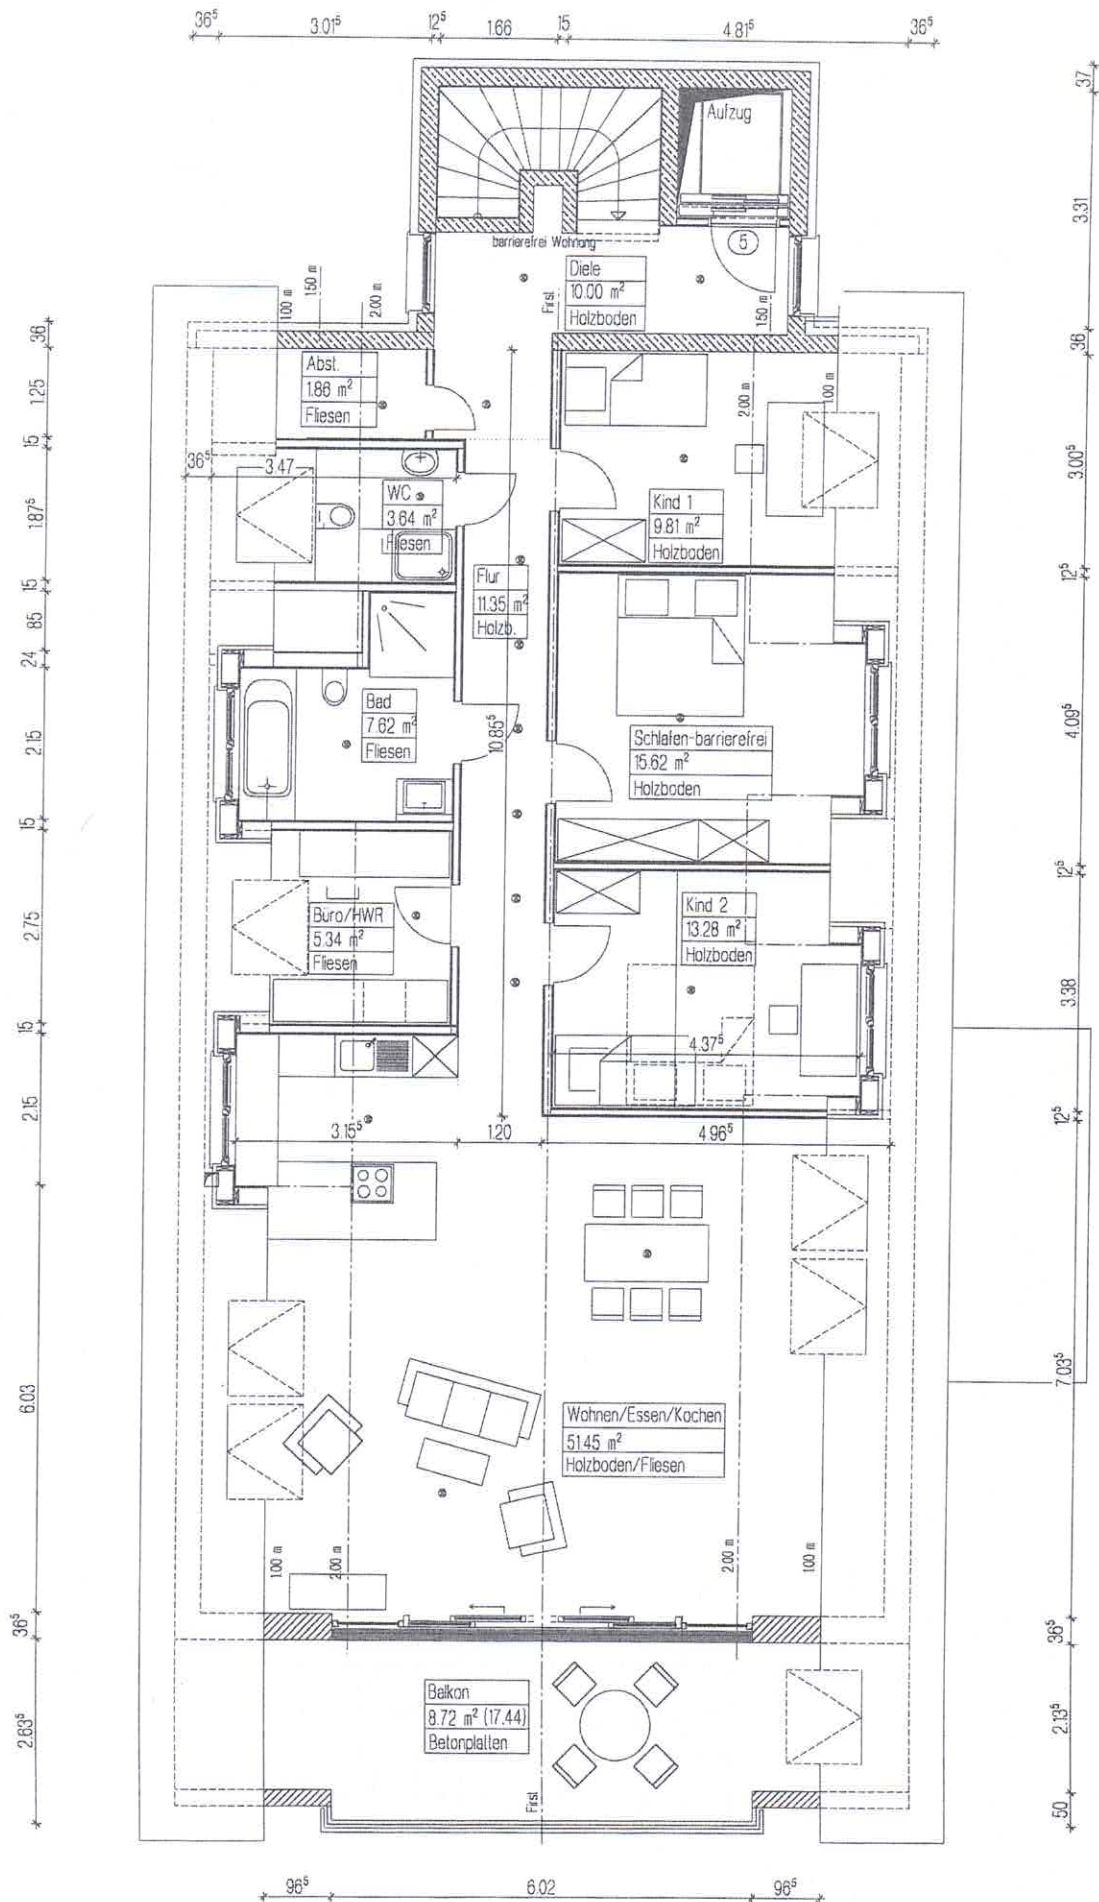 36⁵ 3.01⁵ 12⁵ 1.66 15 4.81⁵ 36⁵
37
3.31
36
3.00⁵
12⁵
4.09⁵
12⁵
3.38
12⁵
7.03⁵
36⁵
2.13⁵
50
36
1.25
15
1.87⁵
15
85
24
2.15
15
2.75
15
2.15
6.03
36⁵
2.63⁵
Aufzug
5
barrierefrei Wohnung
Diele
10.00 m²
Holzboden
First
1.00 m
1.50 m
2.00 m
1.50 m
Abst.
1.86 m²
Fliesen
2.00 m
1.00 m
36⁵
3.47
WC
3.64 m²
Fliesen
Kind 1
9.81 m²
Holzboden
Flur
11.35 m²
Holzb.
10.85⁵
Bad
7.62 m²
Fliesen
Schlafen-barrierefrei
15.62 m²
Holzboden
Büro/HWR
5.34 m²
Fliesen
Kind 2
13.28 m²
Holzboden
4.37⁵
3.15⁵ 1.20 4.96⁵
Wohnen/Essen/Kochen
51.45 m²
Holzboden/Fliesen
1.00 m
2.00 m
2.00 m
1.00 m
Balkon
8.72 m² (17.44)
Betonplatten
First
96⁵ 6.02 96⁵